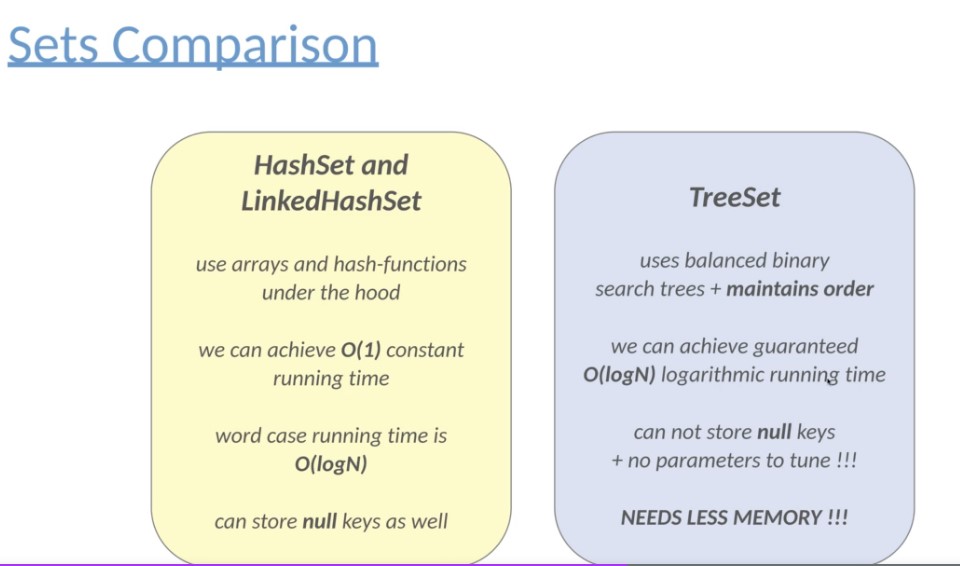 Sets Comparison
HashSet and
LinkedHashSet
use arrays and hash-functions
under the hood
we can achieve O(1) constant
running time
word case running time is
O(logN)
can store null keys as well
TreeSet
uses balanced binary
search trees + maintains order
we can achieve guaranteed
O(logN) logarithmic running time
can not store null keys
+ no parameters to tune !!!
NEEDS LESS MEMORY !!!